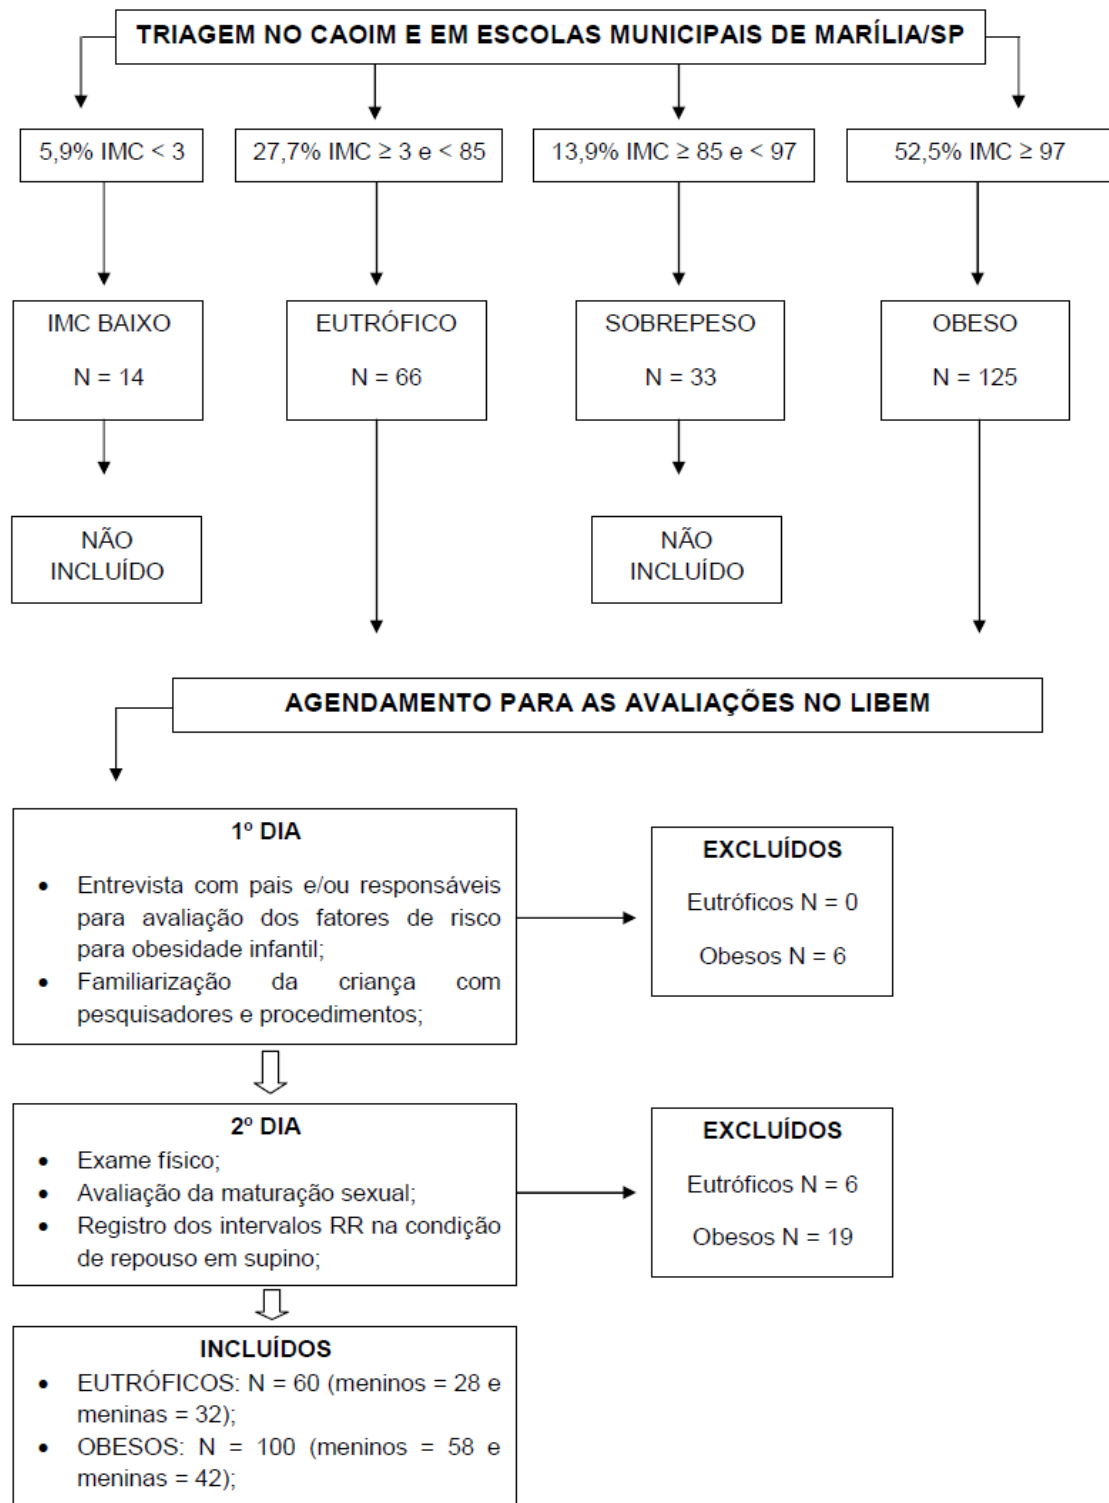 TRIAGEM NO CAOIM E EM ESCOLAS MUNICIPAIS DE MARÍLIA/SP
5,9% IMC < 3
27,7% IMC ≥ 3 e < 85
13,9% IMC ≥ 85 e < 97
52,5% IMC ≥ 97
IMC BAIXO
N = 14
EUTRÓFICO
N = 66
SOBREPESO
N = 33
OBESO
N = 125
NÃO
INCLUÍDO
NÃO
INCLUÍDO
AGENDAMENTO PARA AS AVALIAÇÕES NO LIBEM
1º DIA
• Entrevista com pais e/ou responsáveis
para avaliação dos fatores de risco
para obesidade infantil;
• Familiarização da criança com
pesquisadores e procedimentos;
EXCLUÍDOS
Eutróficos N = 0
Obesos N = 6
2º DIA
• Exame físico;
• Avaliação da maturação sexual;
• Registro dos intervalos RR na condição
de repouso em supino;
EXCLUÍDOS
Eutróficos N = 6
Obesos N = 19
INCLUÍDOS
• EUTRÓFICOS: N = 60 (meninos = 28 e
meninas = 32);
• OBESOS: N = 100 (meninos = 58 e
meninas = 42);